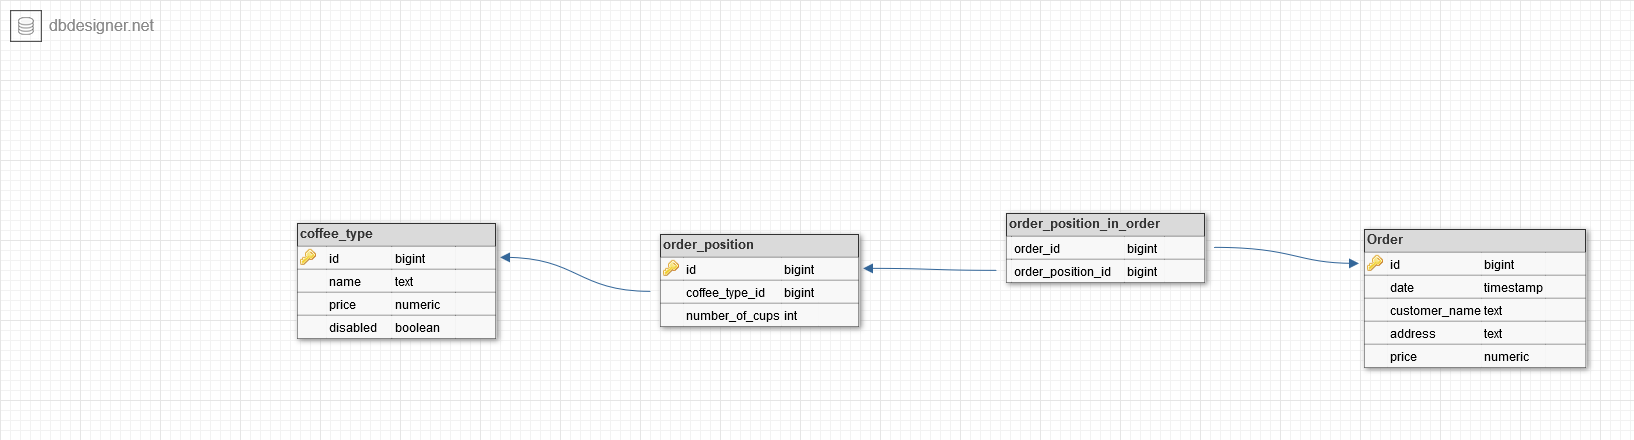 dbdesigner.net
coffee_type
id bigint
name text
price numeric
disabled boolean
order_position
id bigint
coffee_type_id bigint
number_of_cups int
order_position_in_order
order_id bigint
order_position_id bigint
Order
id bigint
date timestamp
customer_name text
address text
price numeric